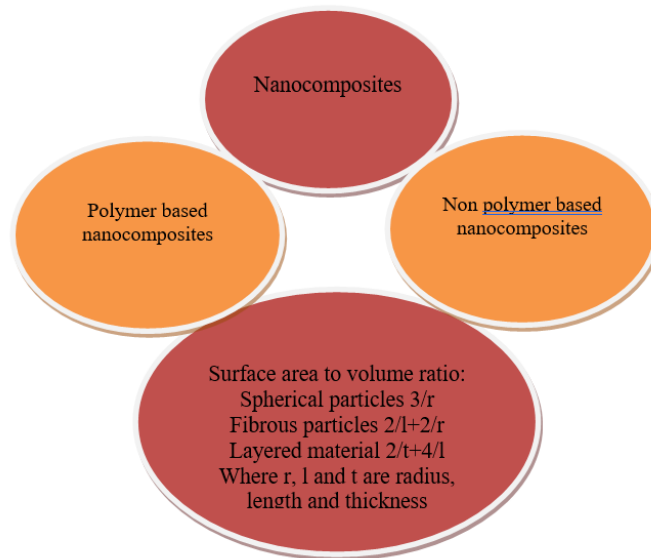 Nanocomposites
Polymer based
nanocomposites
Non polymer based
nanocomposites
Surface area to volume ratio:
Spherical particles 3/r
Fibrous particles 2/l+2/r
Layered material 2/t+4/l
Where r, l and t are radius,
length and thickness